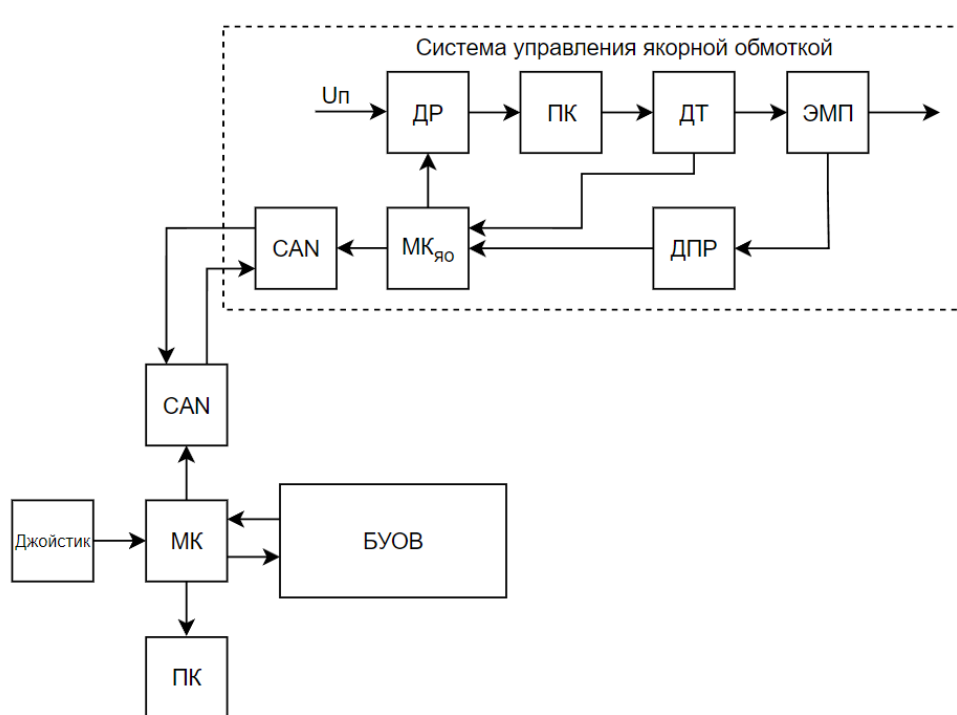 Система управления якорной обмоткой
Uп
ДР
ПК
ДТ
ЭМП
CAN
МКяо
ДПР
CAN
Джойстик
МК
БУОВ
ПК